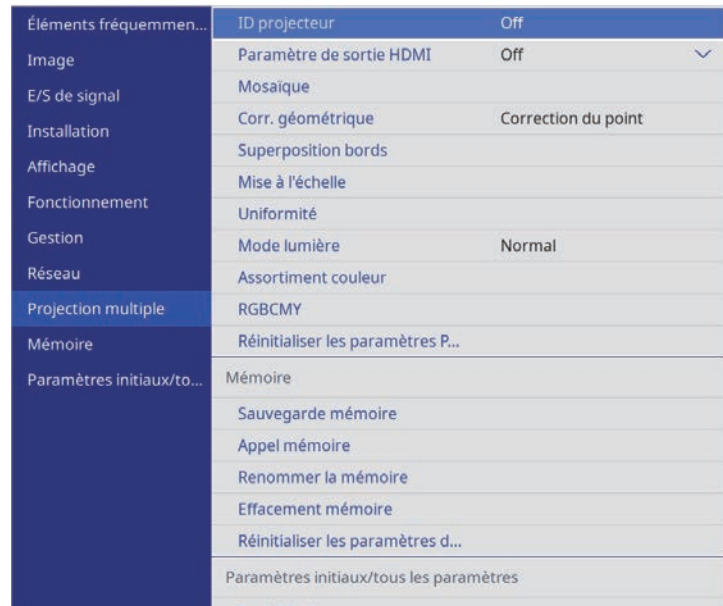 Éléments fréquemmen...
Image
E/S de signal
Installation
Affichage
Fonctionnement
Gestion
Réseau
Projection multiple
Mémoire
Paramètres initiaux/to...
ID projecteur Off
Paramètre de sortie HDMI Off
Mosaïque
Corr. géométrique Correction du point
Superposition bords
Mise à l'échelle
Uniformité
Mode lumière Normal
Assortiment couleur
RGBCMY
Réinitialiser les paramètres P...
Mémoire
Sauvegarde mémoire
Appel mémoire
Renommer la mémoire
Effacement mémoire
Réinitialiser les paramètres d...
Paramètres initiaux/tous les paramètres